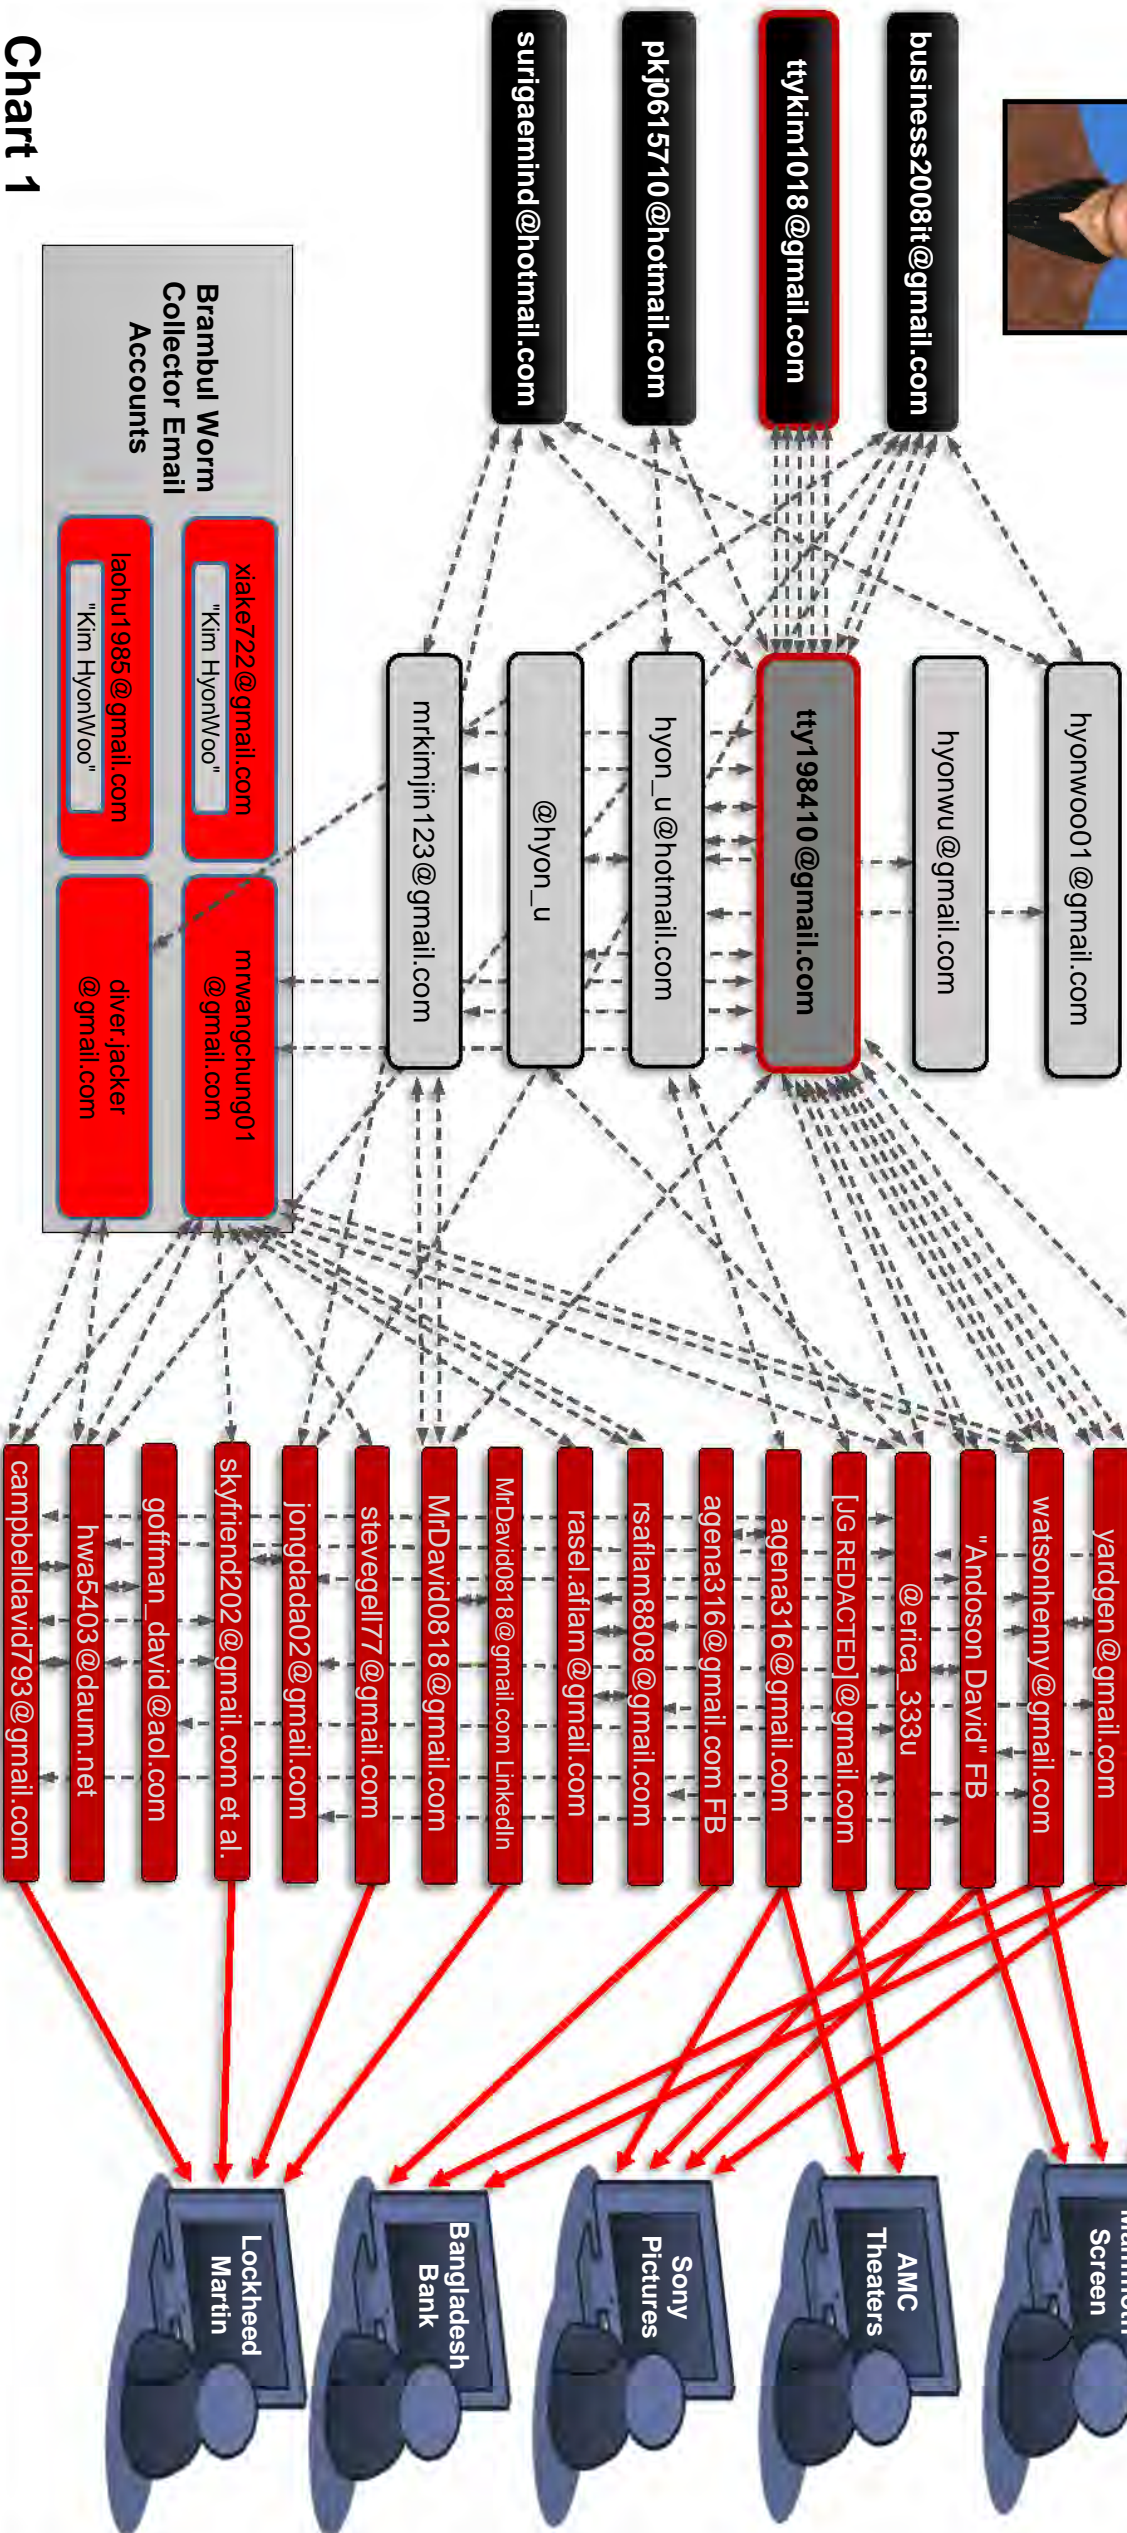 Chart 1
business2008it@gmail.com
ttykim1018@gmail.com
pkj0615710@hotmail.com
surigaemind@hotmail.com
hyonwoo01@gmail.com
hyonwu@gmail.com
tty198410@gmail.com
hyon_u@hotmail.com
@hyon_u
mrkimjin123@gmail.com
Brambul Worm
Collector Email
Accounts
xiake722@gmail.com
"Kim HyonWoo"
laohu1985@gmail.com
"Kim HyonWoo"
mrwangchung01
@gmail.com
diver.jacker
@gmail.com
yardgen@gmail.com
watsonhenny@gmail.com
"Andoson David" FB
@erica_333u
[JG REDACTED]@gmail.com
agena316@gmail.com
agena316@gmail.com FB
rsaflam8808@gmail.com
rasel.aflam@gmail.com
MrDavid0818@gmail.com LinkedIn
MrDavid0818@gmail.com
stevegell77@gmail.com
jongdada02@gmail.com
skyfriend202@gmail.com et al.
goffman_david@aol.com
hwa5403@daum.net
campbelldavid793@gmail.com
Screen
AMC
Theaters
Sony
Pictures
Bangladesh
Bank
Lockheed
Martin